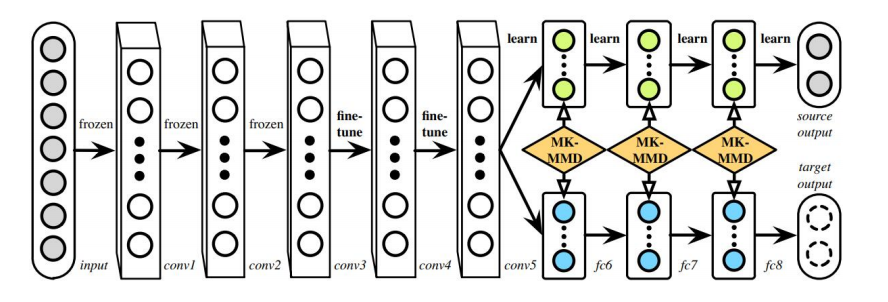 learn learn learn learn
frozen frozen frozen fine-
tune fine-
tune
source
output
MK-
MMD
MK-
MMD
MK-
MMD
target
output
input conv1 conv2 conv3 conv4 conv5 fc6 fc7 fc8